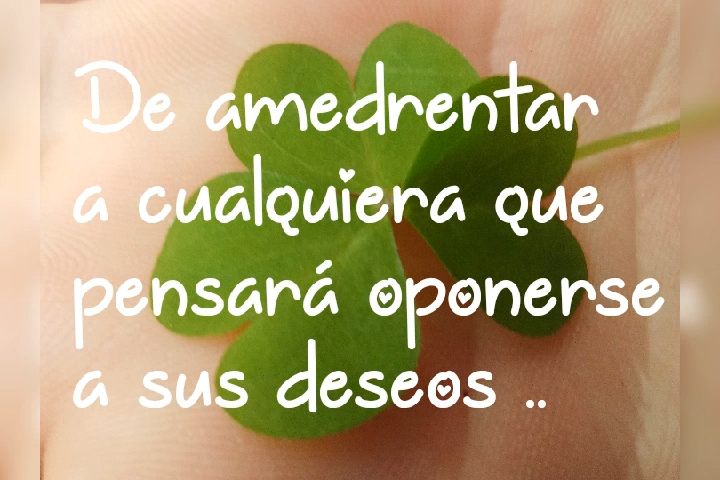 De amedrentar
a cualquiera que
pensará oponerse
a sus deseos ..